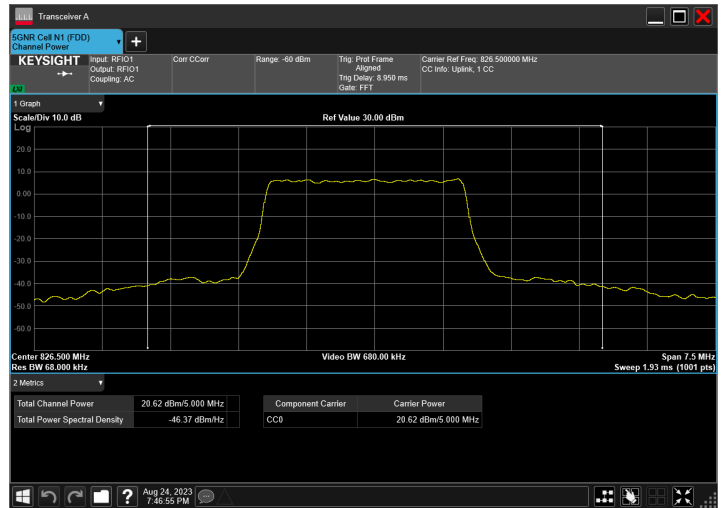 Transceiver A
5GNR Cell N1 (FDD)
Channel Power
KEYSIGHT
LXI
Input: RFIO1
Output: RFIO1
Coupling: AC
Corr CCorr
Range: -60 dBm
Trig: Prot Frame
Aligned
Trig Delay: 8.950 ms
Gate: FFT
Carrier Ref Freq: 826.500000 MHz
CC Info: Uplink, 1 CC
1 Graph
Scale/Div 10.0 dB
Ref Value 30.00 dBm
Log
20.0
10.0
0.00
-10.0
-20.0
-30.0
-40.0
-50.0
-60.0
Center 826.500 MHz
Video BW 680.00 kHz
Span 7.5 MHz
Res BW 68.000 kHz
Sweep 1.93 ms (1001 pts)
2 Metrics
Total Channel Power 20.62 dBm/5.000 MHz
Total Power Spectral Density -46.37 dBm/Hz
Component Carrier Carrier Power
CC0 20.62 dBm/5.000 MHz
Aug 24, 2023
7:46:55 PM